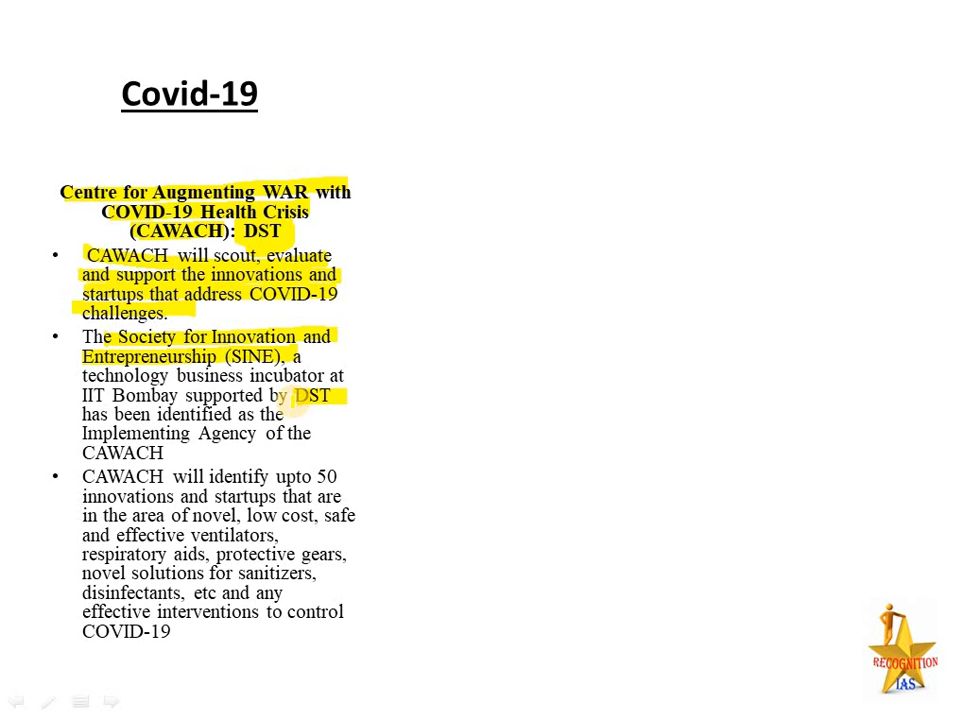 Covid-19
Centre for Augmenting WAR with
COVID-19 Health Crisis
(CAWACH): DST
• CAWACH will scout, evaluate
and support the innovations and
startups that address COVID-19
challenges.
• The Society for Innovation and
Entrepreneurship (SINE), a
technology business incubator at
IIT Bombay supported by DST
has been identified as the
Implementing Agency of the
CAWACH
• CAWACH will identify upto 50
innovations and startups that are
in the area of novel, low cost, safe
and effective ventilators,
respiratory aids, protective gears,
novel solutions for sanitizers,
disinfectants, etc and any
effective interventions to control
COVID-19
RECOGNITION
IAS